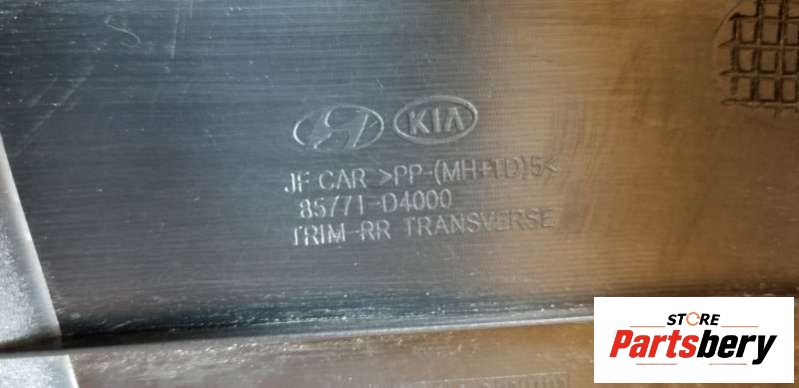 KIA
JF CAR >PP-(MH+TD)5<
85771-D4000
TRIM-RR TRANSVERSE
STORE
Partsbery